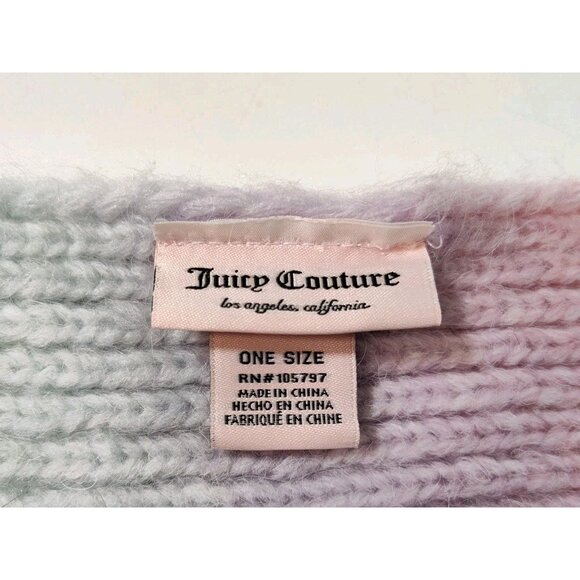 Juicy Couture
los angeles, california
ONE SIZE
RN#105797
MADE IN CHINA
HECHO EN CHINA
FABRIQUÉ EN CHINE